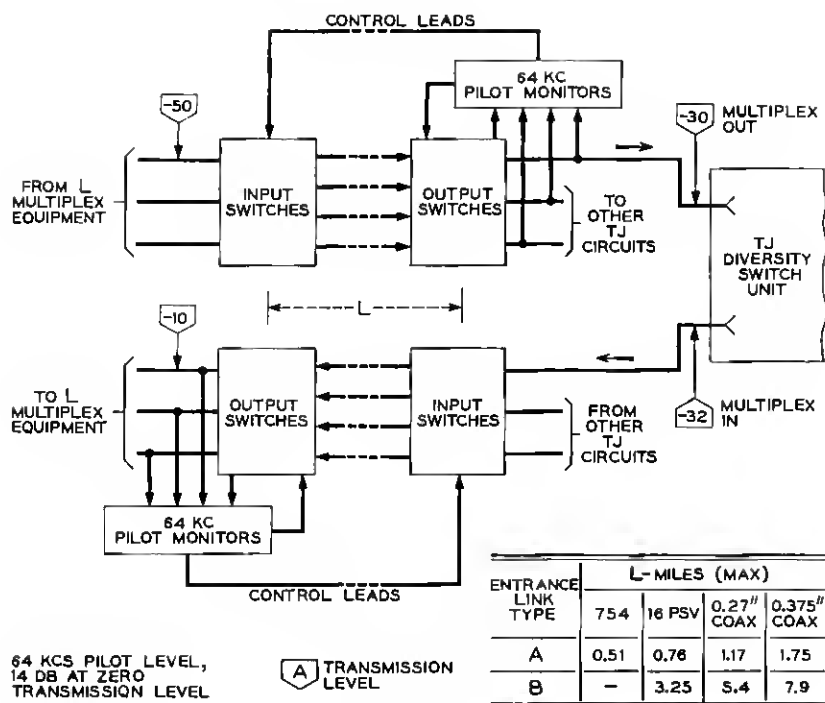 CONTROL LEADS
64 KC
PILOT MONITORS
-50
-30
MULTIPLEX
OUT
FROM L
MULTIPLEX
EQUIPMENT
INPUT
SWITCHES
OUTPUT
SWITCHES
TO
OTHER
TJ
CIRCUITS
TJ
DIVERSITY
SWITCH
UNIT
L
-10
TO L
MULTIPLEX
EQUIPMENT
OUTPUT
SWITCHES
INPUT
SWITCHES
FROM
OTHER
TJ
CIRCUITS
-32
MULTIPLEX
IN
64 KC
PILOT MONITORS
CONTROL LEADS
64 KCS PILOT LEVEL,
14 DB AT ZERO
TRANSMISSION LEVEL
A
TRANSMISSION
LEVEL
ENTRANCE
LINK
TYPE
L-MILES (MAX)
754 16 PSV 0.27" COAX 0.375" COAX
A 0.51 0.76 1.17 1.75
B - 3.25 5.4 7.9